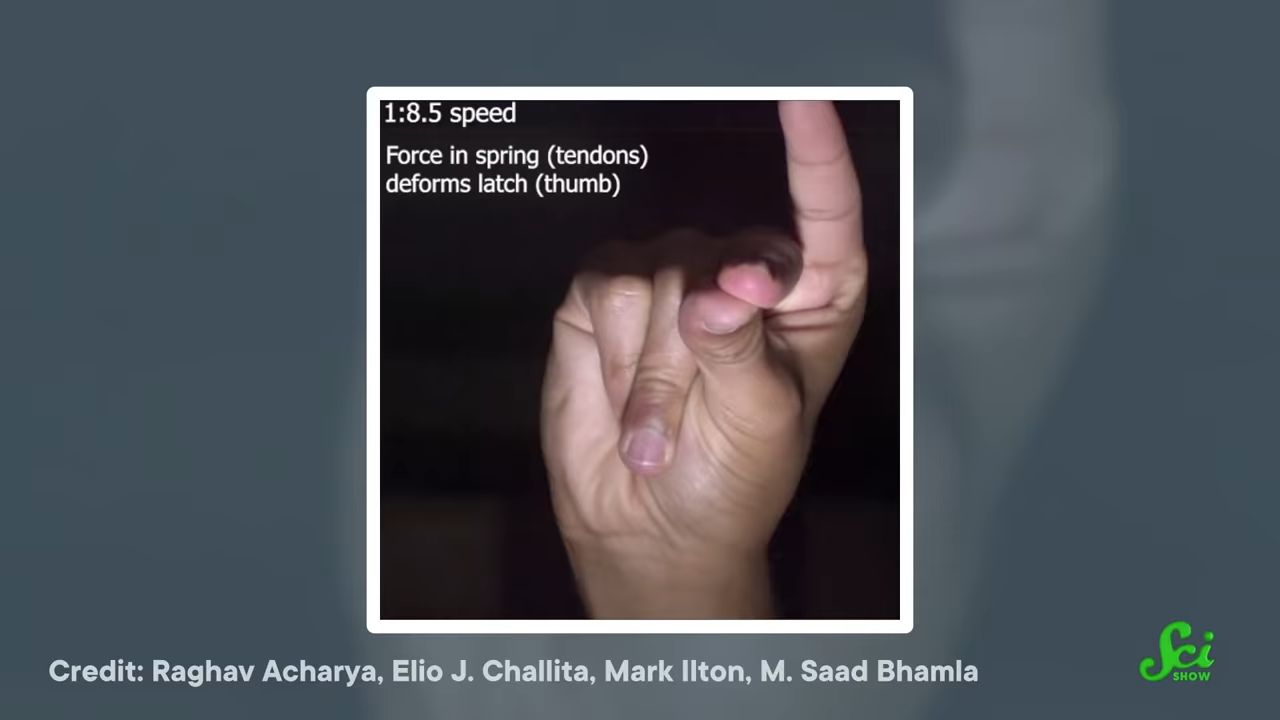 1:8.5 speed
Force in spring (tendons)
deforms latch (thumb)
Credit: Raghav Acharya, Elio J. Challita, Mark Ilton, M. Saad Bhamla
Sci
SHOW